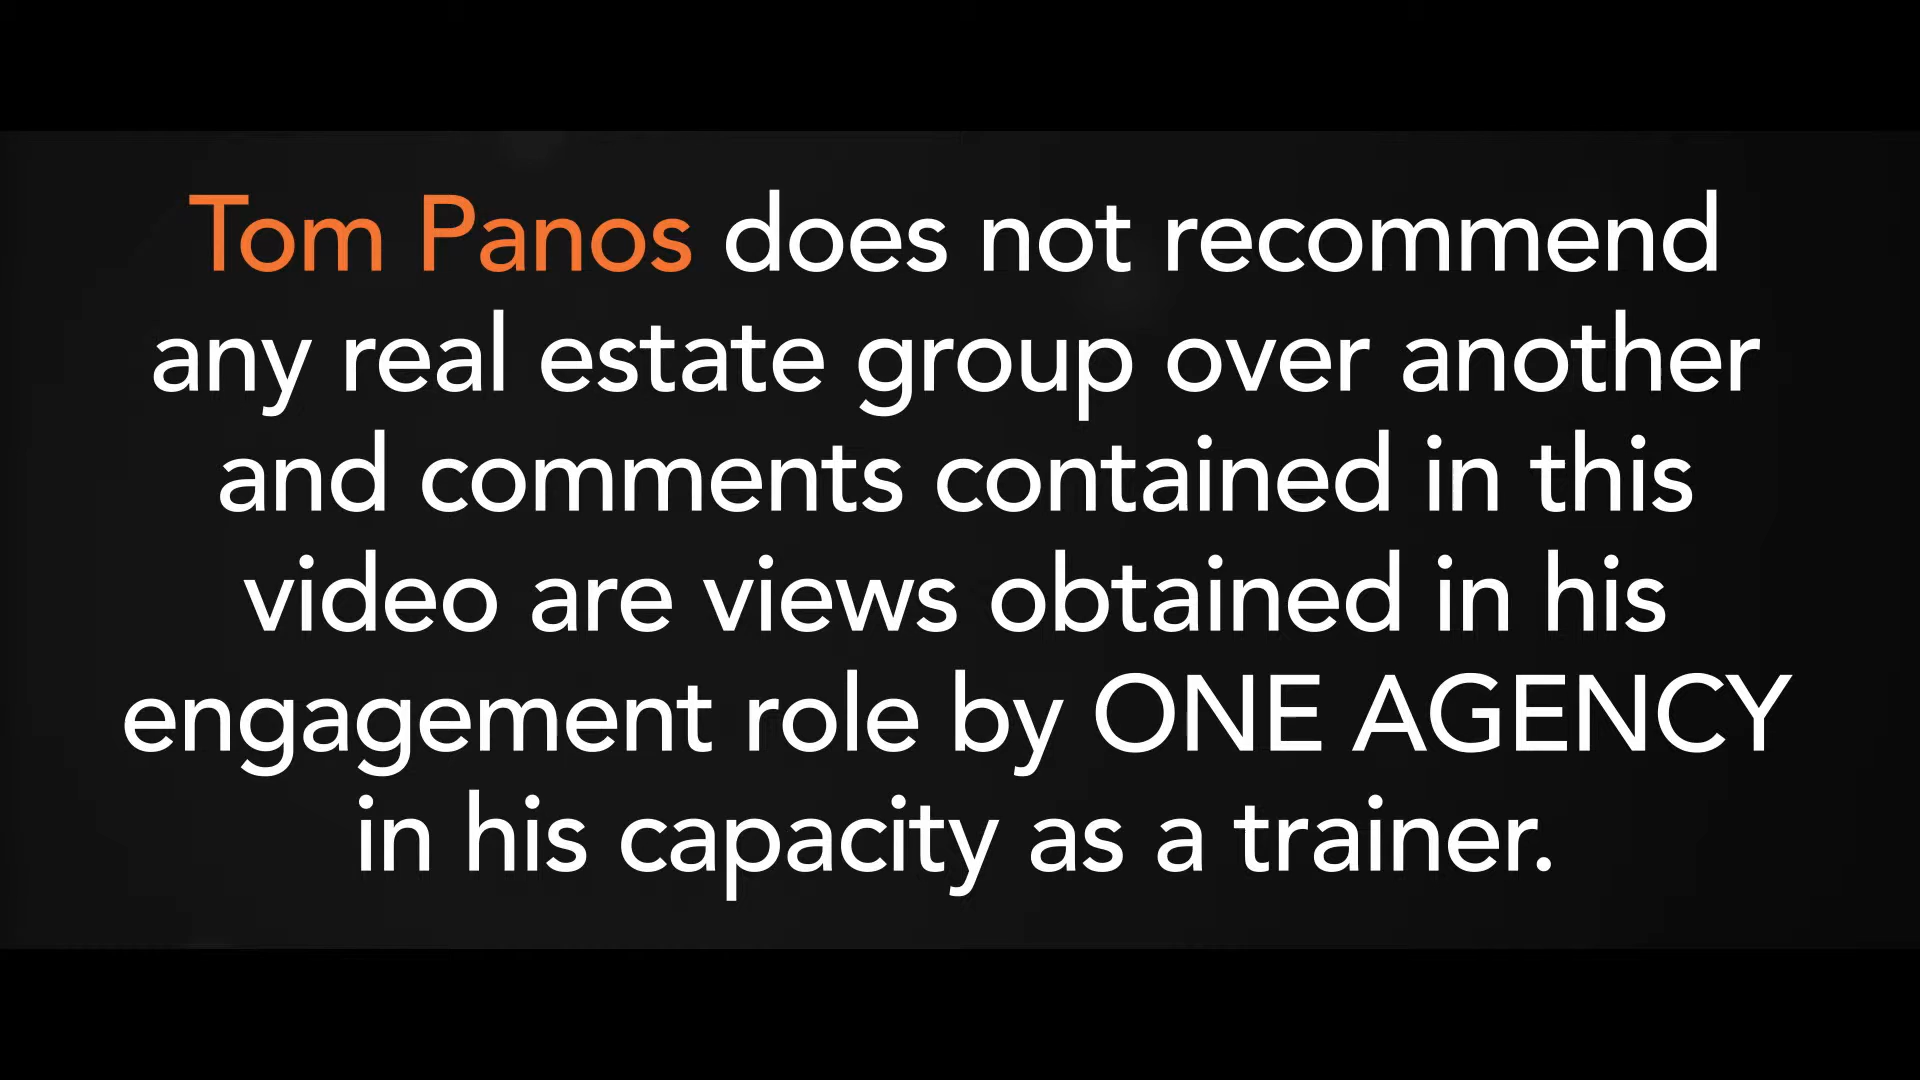 Tom Panos does not recommend
any real estate group over another
and comments contained in this
video are views obtained in his
engagement role by ONE AGENCY
in his capacity as a trainer.